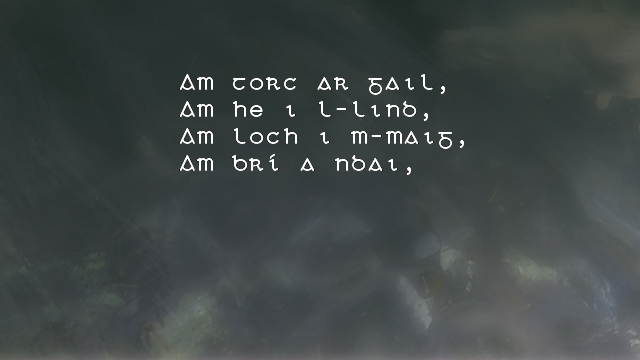 Am torc ar gail,
Am he i l-lind,
Am loch i m-maig,
Am brí a ndai,